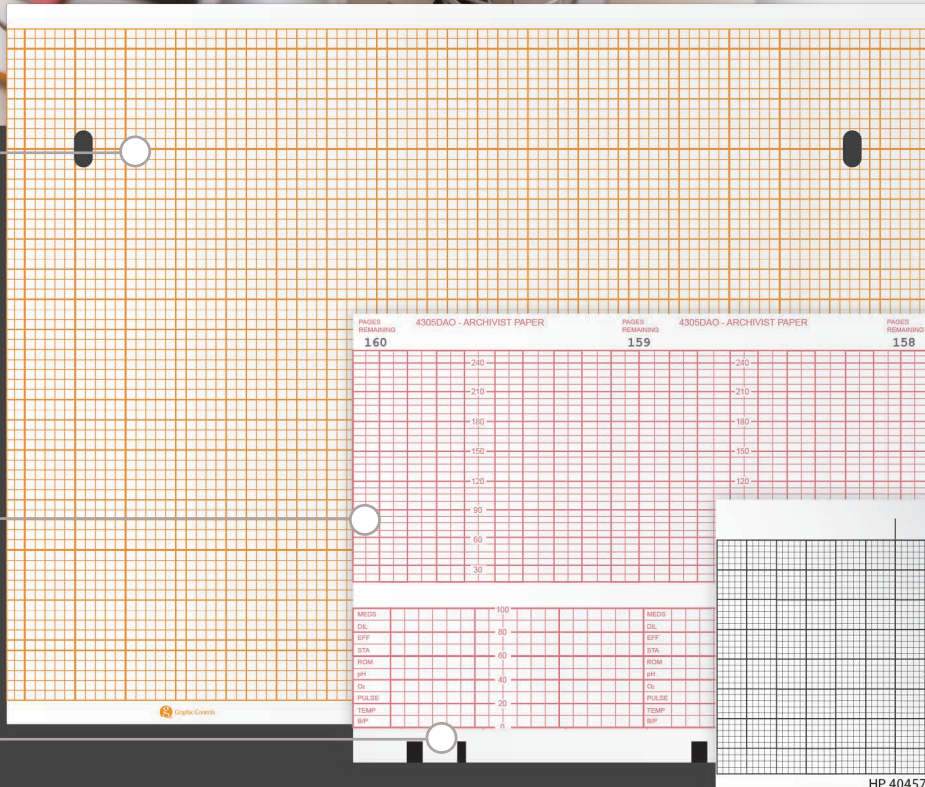 PAGES REMAINING 4305DAO - ARCHIVIST PAPER PAGES REMAINING 4305DAO - ARCHIVIST PAPER PAGES REMAINING
160 159 158
240 240
210 210
180 180
150 150
120 120
90
60
30
100
MEDS MEDS
DIL DIL
80
EFF EFF
STA STA
60
ROM ROM
pH pH
40
O₂ O₂
PULSE PULSE
20
TEMP TEMP
B/P B/P
0
g Graphic Controls
HP 40457